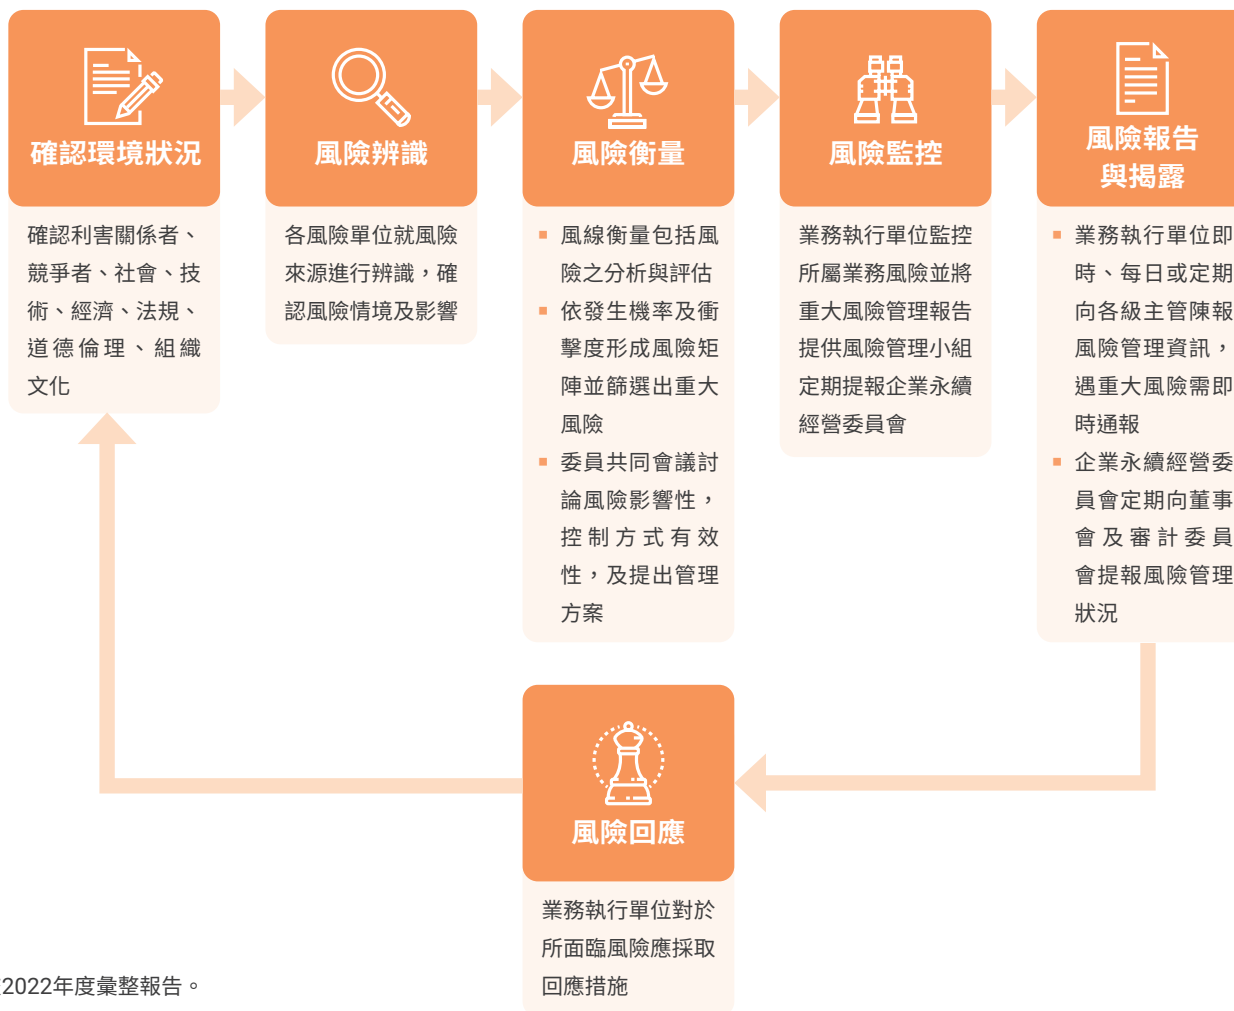 確認環境狀況
確認利害關係者、
競爭者、社會、技
術、經濟、法規、
道德倫理、組織
文化
風險辨識
各風險單位就風險
來源進行辨識，確
認風險情境及影響
風險衡量
▪ 風線衡量包括風
險之分析與評估
▪ 依發生機率及衝
擊度形成風險矩
陣並篩選出重大
風險
▪ 委員共同會議討
論風險影響性，
控制方式有效
性，及提出管理
方案
風險監控
業務執行單位監控
所屬業務風險並將
重大風險管理報告
提供風險管理小組
定期提報企業永續
經營委員會
風險報告
與揭露
▪ 業務執行單位即
時、每日或定期
向各級主管陳報
風險管理資訊，
遇重大風險需即
時通報
▪ 企業永續經營委
員會定期向董事
會及審計委員
會提報風險管理
狀況
風險回應
業務執行單位對於
所面臨風險應採取
回應措施
2022年度彙整報告。